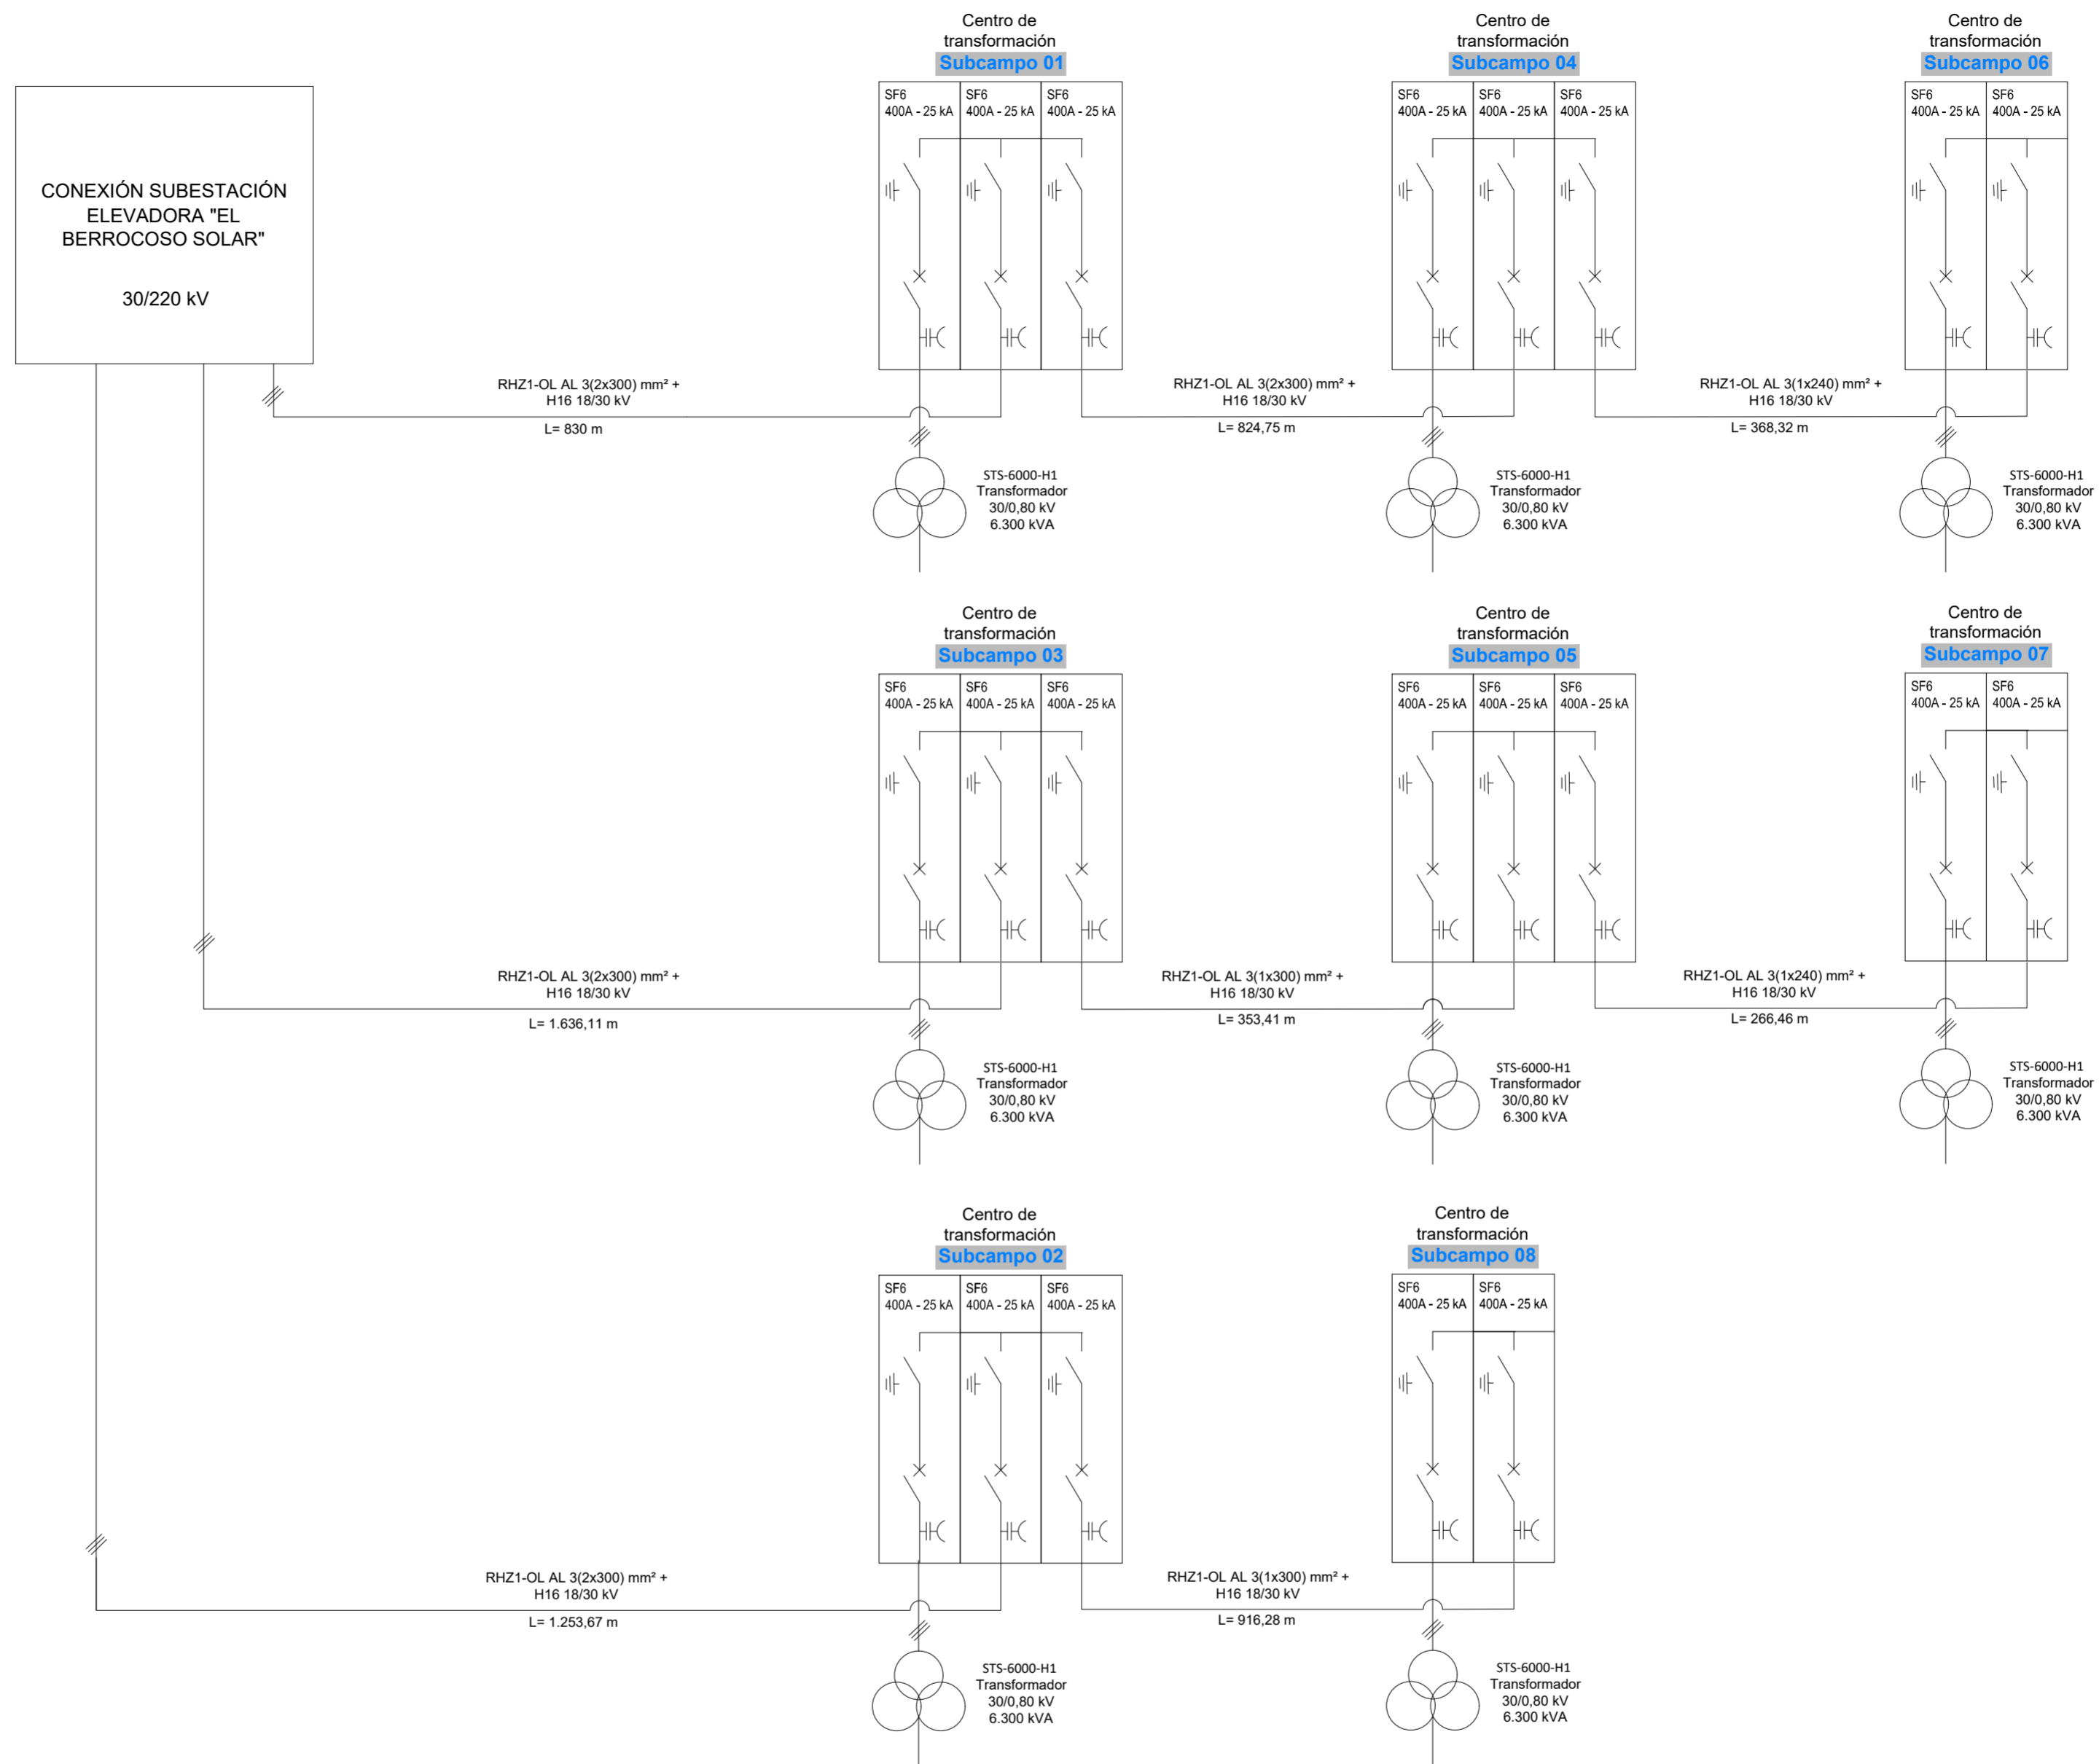 CONEXIÓN SUBESTACIÓN
ELEVADORA "EL
BERROCOSO SOLAR"
30/220 kV
Centro de
transformación
Subcampo 01
SF6
400A - 25 kA
SF6
400A - 25 kA
SF6
400A - 25 kA
RHZ1-OL AL 3(2x300) mm² +
H16 18/30 kV
L= 830 m
STS-6000-H1
Transformador
30/0,80 kV
6.300 kVA
Centro de
transformación
Subcampo 04
SF6
400A - 25 kA
SF6
400A - 25 kA
SF6
400A - 25 kA
RHZ1-OL AL 3(2x300) mm² +
H16 18/30 kV
L= 824,75 m
STS-6000-H1
Transformador
30/0,80 kV
6.300 kVA
Centro de
transformación
Subcampo 06
SF6
400A - 25 kA
SF6
400A - 25 kA
RHZ1-OL AL 3(1x240) mm² +
H16 18/30 kV
L= 368,32 m
STS-6000-H1
Transformador
30/0,80 kV
6.300 kVA
Centro de
transformación
Subcampo 03
SF6
400A - 25 kA
SF6
400A - 25 kA
SF6
400A - 25 kA
RHZ1-OL AL 3(2x300) mm² +
H16 18/30 kV
L= 1.636,11 m
STS-6000-H1
Transformador
30/0,80 kV
6.300 kVA
Centro de
transformación
Subcampo 05
SF6
400A - 25 kA
SF6
400A - 25 kA
SF6
400A - 25 kA
RHZ1-OL AL 3(1x300) mm² +
H16 18/30 kV
L= 353,41 m
STS-6000-H1
Transformador
30/0,80 kV
6.300 kVA
Centro de
transformación
Subcampo 07
SF6
400A - 25 kA
SF6
400A - 25 kA
RHZ1-OL AL 3(1x240) mm² +
H16 18/30 kV
L= 266,46 m
STS-6000-H1
Transformador
30/0,80 kV
6.300 kVA
Centro de
transformación
Subcampo 02
SF6
400A - 25 kA
SF6
400A - 25 kA
SF6
400A - 25 kA
RHZ1-OL AL 3(2x300) mm² +
H16 18/30 kV
L= 1.253,67 m
STS-6000-H1
Transformador
30/0,80 kV
6.300 kVA
Centro de
transformación
Subcampo 08
SF6
400A - 25 kA
SF6
400A - 25 kA
RHZ1-OL AL 3(1x300) mm² +
H16 18/30 kV
L= 916,28 m
STS-6000-H1
Transformador
30/0,80 kV
6.300 kVA